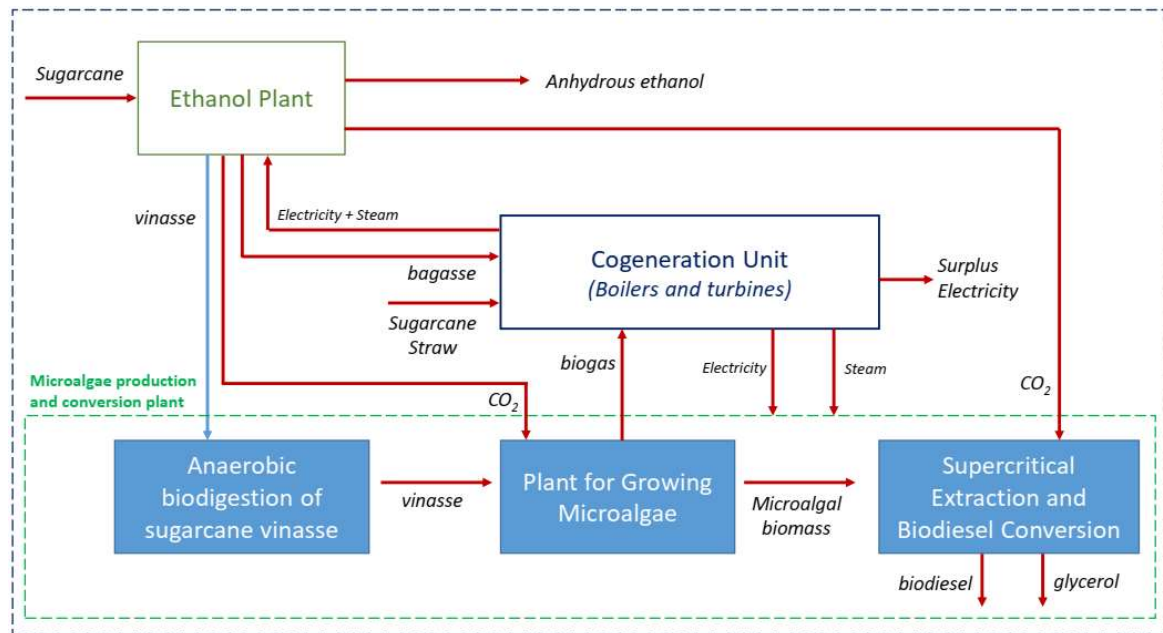 Sugarcane
Ethanol Plant
Anhydrous ethanol
vinasse
Electricity + Steam
bagasse
Sugarcane
Straw
Cogeneration Unit
(Boilers and turbines)
Surplus
Electricity
biogas
Electricity
Steam
Microalgae production
and conversion plant
CO2
CO2
Anaerobic
biodigestion of
sugarcane vinasse
vinasse
Plant for Growing
Microalgae
Microalgal
biomass
Supercritical
Extraction and
Biodiesel Conversion
biodiesel
glycerol